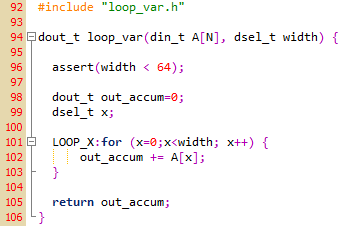 92 #include "loop_var.h"
93
94 dout_t loop_var(din_t A[N], dsel_t width) {
95
96 assert(width < 64);
97
98 dout_t out_accum=0;
99 dsel_t x;
100
101 LOOP_X:for (x=0;x<width; x++) {
102 out_accum += A[x];
103 }
104
105 return out_accum;
106 }